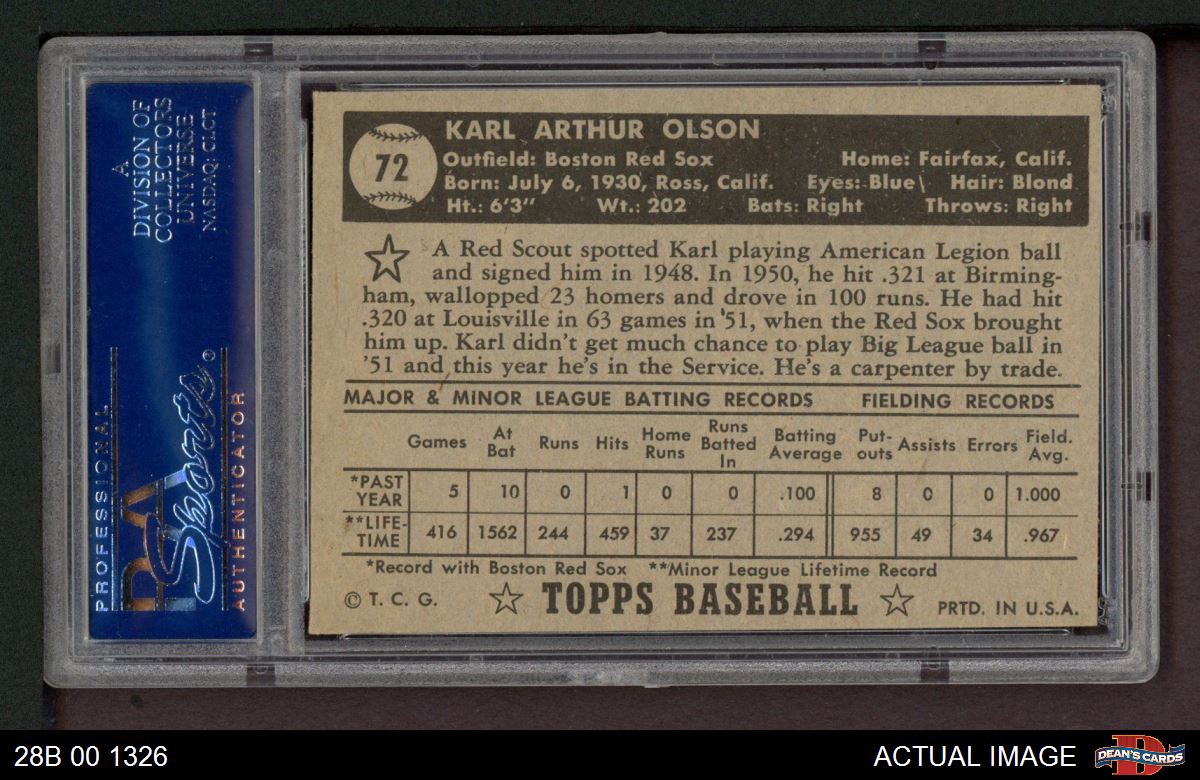 A
DIVISION OF
COLLECTORS
UNIVERSE
NASDAQ: CLCT
PROFESSIONAL
PSA
Sports®
AUTHENTICATOR
72
KARL ARTHUR OLSON
Outfield: Boston Red Sox Home: Fairfax, Calif.
Born: July 6, 1930, Ross, Calif. Eyes: Blue Hair: Blond
Ht.: 6'3" Wt.: 202 Bats: Right Throws: Right
A Red Scout spotted Karl playing American Legion ball
and signed him in 1948. In 1950, he hit .321 at Birming-
ham, wallopped 23 homers and drove in 100 runs. He had hit
.320 at Louisville in 63 games in '51, when the Red Sox brought
him up. Karl didn't get much chance to play Big League ball in
'51 and this year he's in the Service. He's a carpenter by trade.
MAJOR & MINOR LEAGUE BATTING RECORDS FIELDING RECORDS
Games At Bat Runs Hits Home Runs Runs Batted In Batting Average Put-outs Assists Errors Field. Avg.
*PAST YEAR 5 10 0 1 0 0 .100 8 0 0 1.000
**LIFE-TIME 416 1562 244 459 37 237 .294 955 49 34 .967
*Record with Boston Red Sox **Minor League Lifetime Record
© T. C. G. TOPPS BASEBALL PRTD. IN U.S.A.
28B 00 1326
ACTUAL IMAGE
D
DEAN'S CARDS